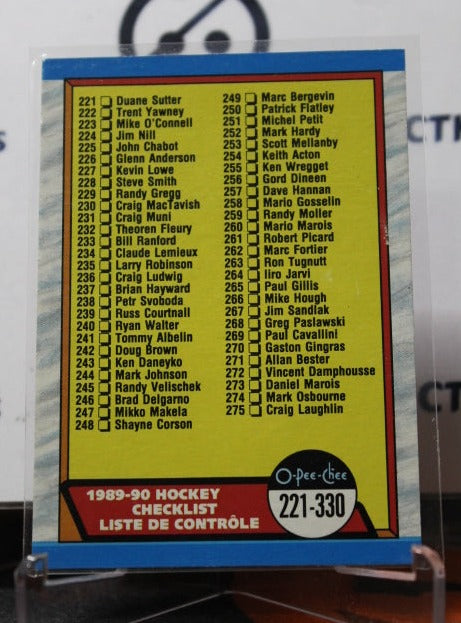 221 Duane Sutter
222 Trent Yawney
223 Mike O'Connell
224 Jim Nill
225 John Chabot
226 Glenn Anderson
227 Kevin Lowe
228 Steve Smith
229 Randy Gregg
230 Craig MacTavish
231 Craig Muni
232 Theoren Fleury
233 Bill Ranford
234 Claude Lemieux
235 Larry Robinson
236 Craig Ludwig
237 Brian Hayward
238 Petr Svoboda
239 Russ Courtnall
240 Ryan Walter
241 Tommy Albelin
242 Doug Brown
243 Ken Daneyko
244 Mark Johnson
245 Randy Velischek
246 Brad Delgarno
247 Mikko Makela
248 Shayne Corson
249 Marc Bergevin
250 Patrick Flatley
251 Michel Petit
252 Mark Hardy
253 Scott Mellanby
254 Keith Acton
255 Ken Wregget
256 Gord Dineen
257 Dave Hannan
258 Mario Gosselin
259 Randy Moller
260 Mario Marois
261 Robert Picard
262 Marc Fortier
263 Ron Tugnutt
264 Iiro Jarvi
265 Paul Gillis
266 Mike Hough
267 Jim Sandlak
268 Greg Paslawski
269 Paul Cavallini
270 Gaston Gingras
271 Allan Bester
272 Vincent Damphousse
273 Daniel Marois
274 Mark Osbourne
275 Craig Laughlin
1989-90 HOCKEY
CHECKLIST
LISTE DE CONTRÔLE
O-Pee-Chee
221-330